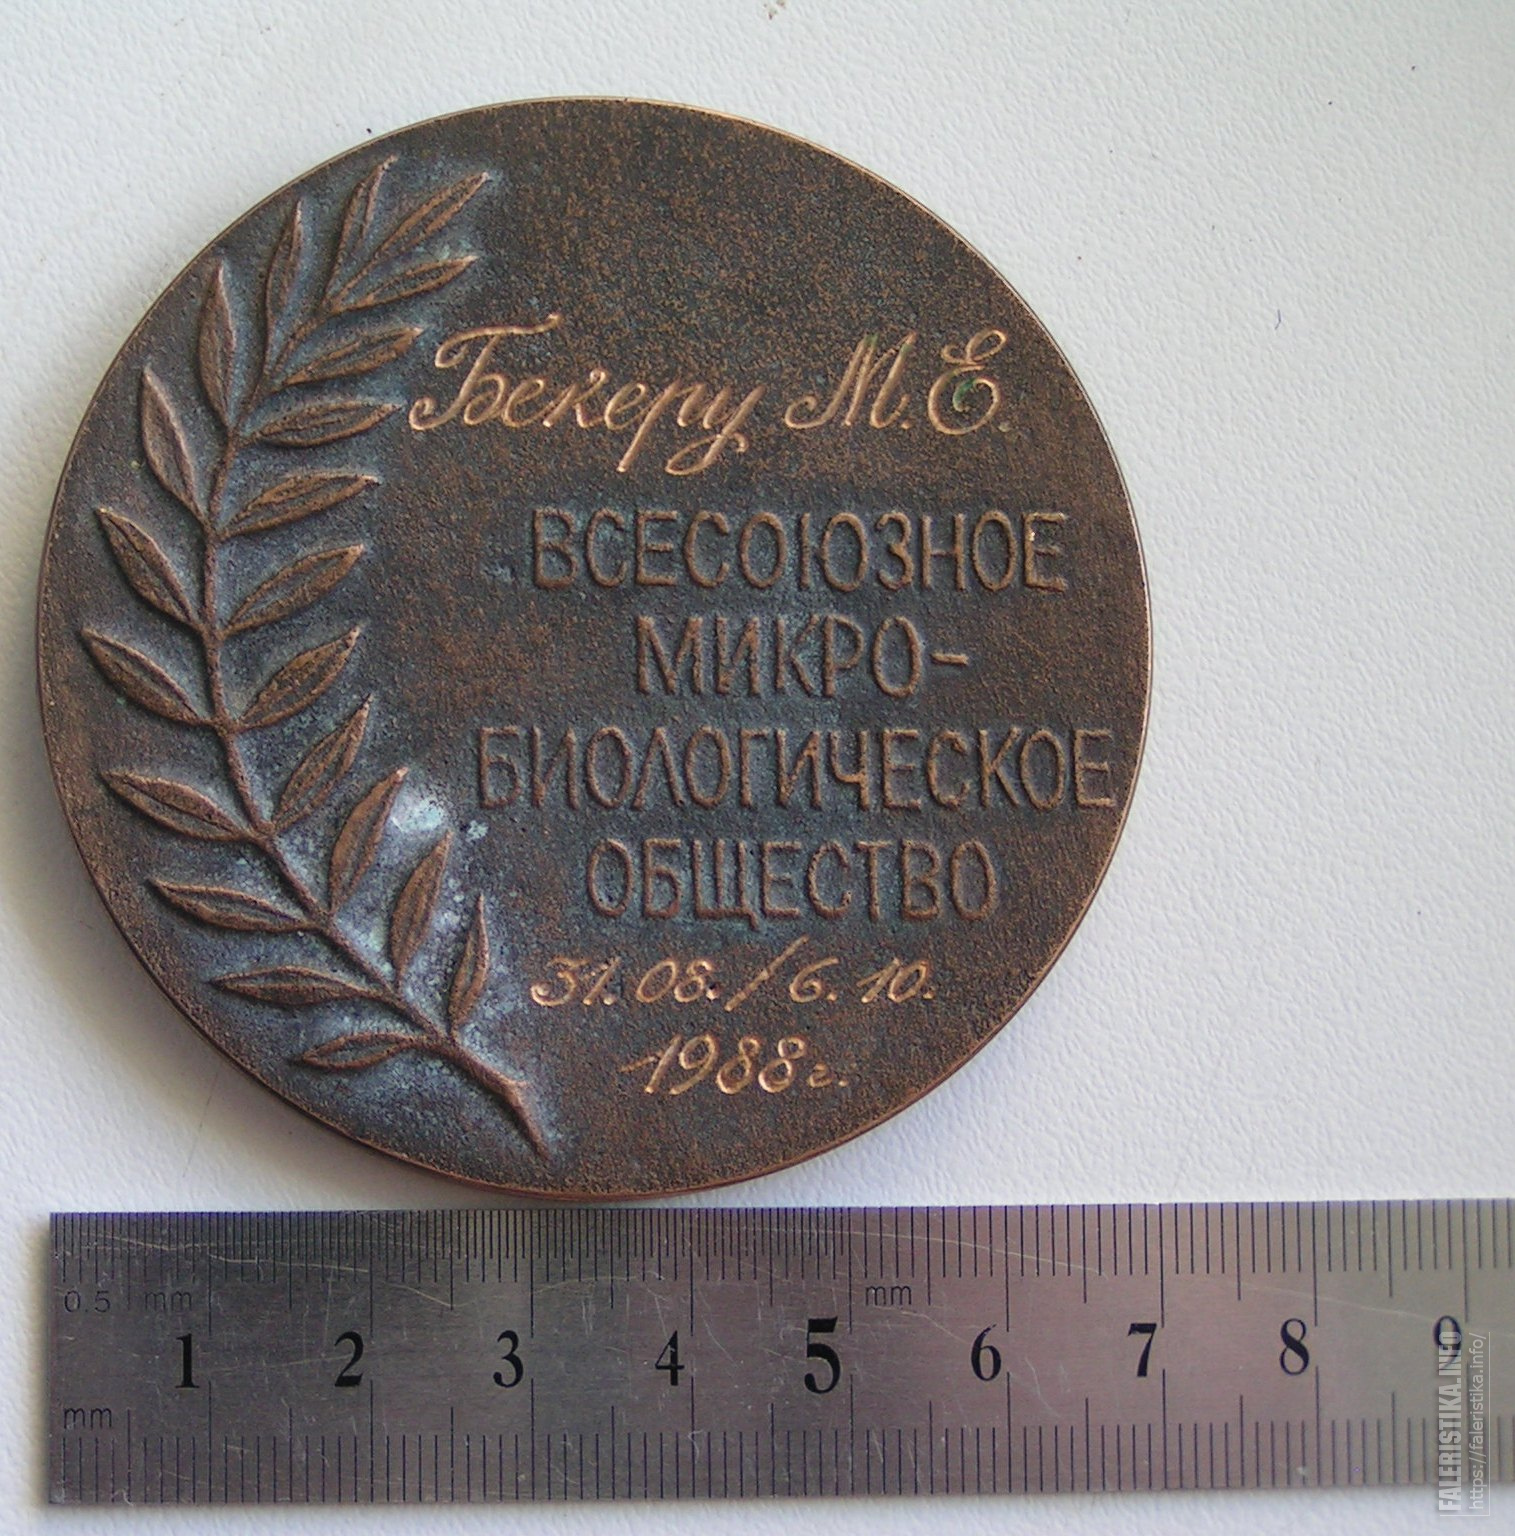 Бекеру М. Е.
ВСЕСОЮЗНОЕ
МИКРО-
БИОЛОГИЧЕСКОЕ
ОБЩЕСТВО
31.08./6.10.
1988г.
0.5 mm mm
1 2 3 4 5 6 7 8 9
mm
FALERISTIKA.INFO
https://faleristika.info/